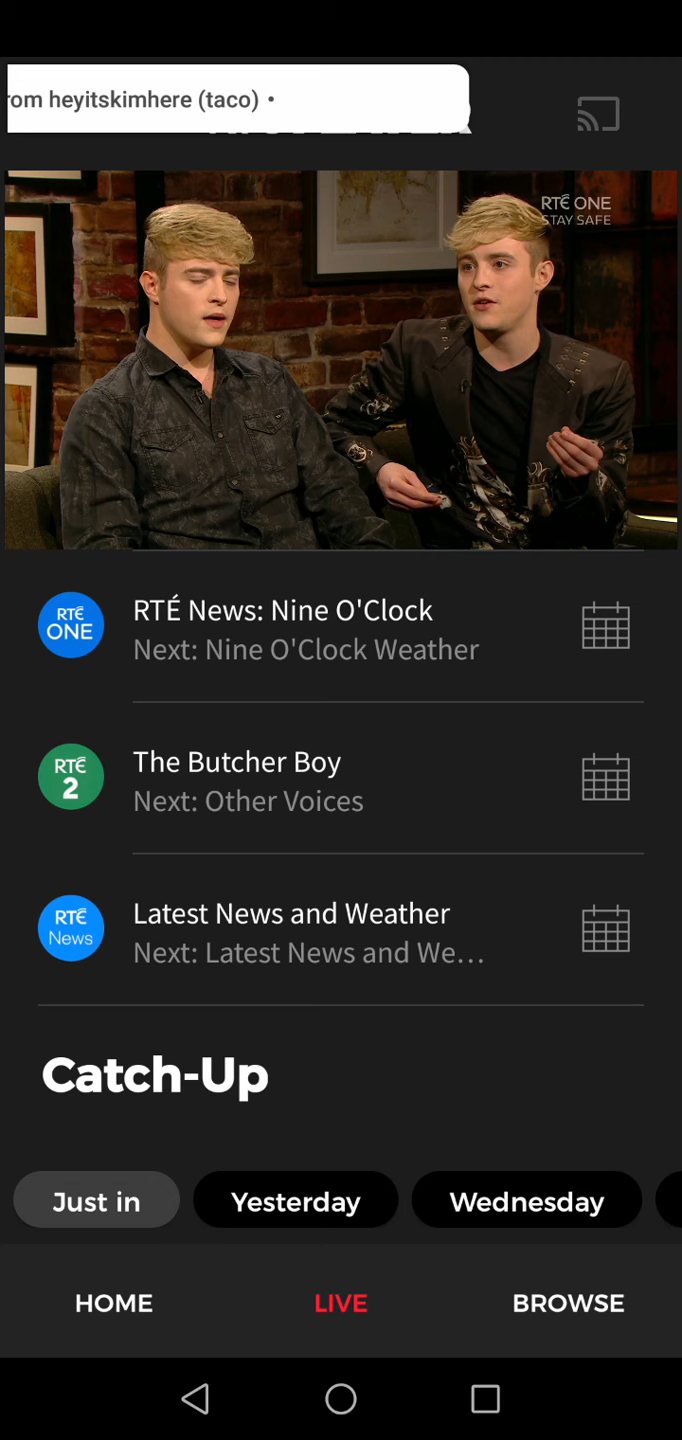 rom heyitskimhere (taco) •
RTÉ ONE
STAY SAFE
RTÉ
ONE
RTÉ News: Nine O'Clock
Next: Nine O'Clock Weather
RTÉ
2
The Butcher Boy
Next: Other Voices
RTÉ
News
Latest News and Weather
Next: Latest News and We...
Catch-Up
Just in
Yesterday
Wednesday
HOME
LIVE
BROWSE